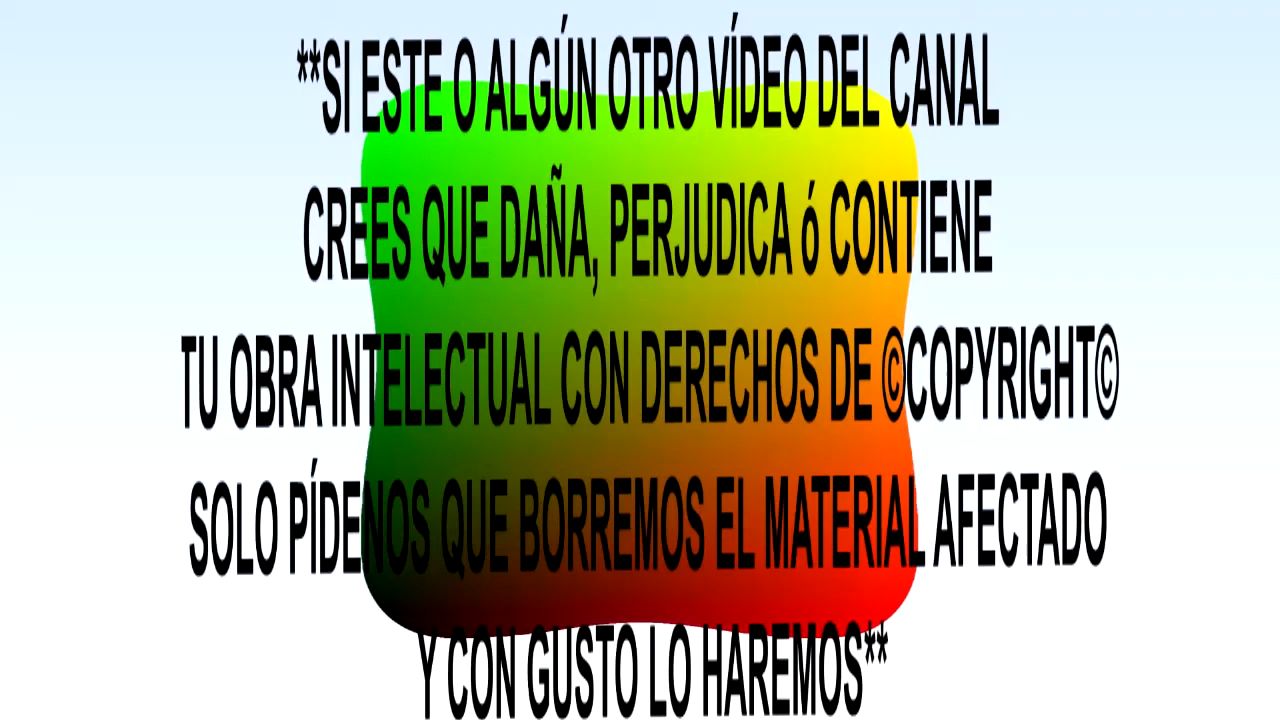 **SI ESTE O ALGÚN OTRO VÍDEO DEL CANAL
CREES QUE DAÑA, PERJUDICA ó CONTIENE
TU OBRA INTELECTUAL CON DERECHOS DE ©COPYRIGHT©
SOLO PÍDENOS QUE BORREMOS EL MATERIAL AFECTADO
Y CON GUSTO LO HAREMOS**